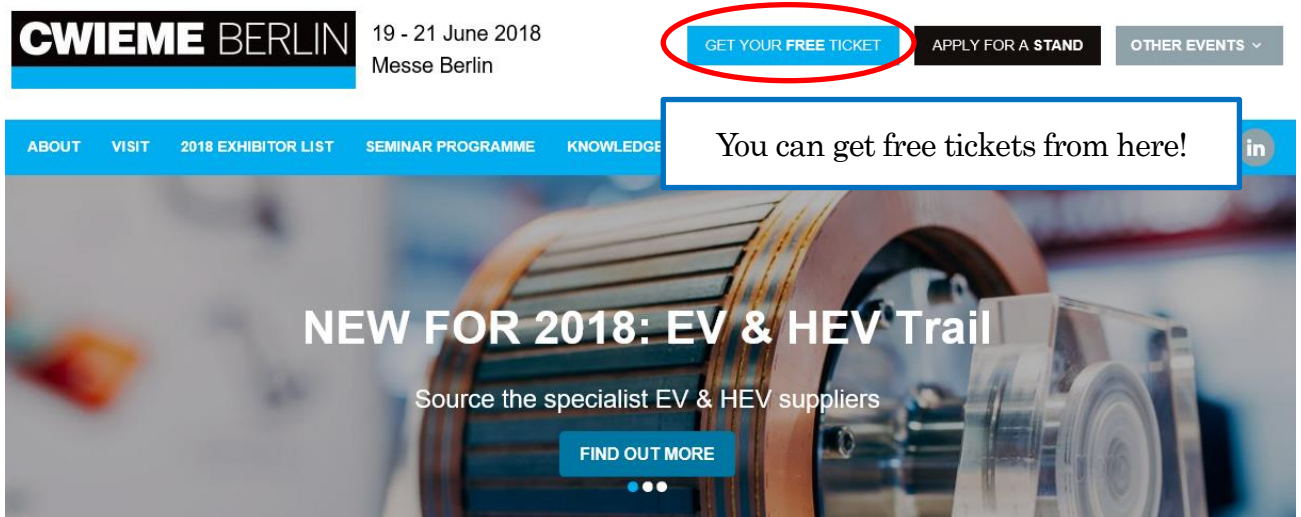 CWIEME BERLIN
19 - 21 June 2018
Messe Berlin
GET YOUR FREE TICKET
APPLY FOR A STAND
OTHER EVENTS
You can get free tickets from here!
ABOUT
VISIT
2018 EXHIBITOR LIST
SEMINAR PROGRAMME
KNOWLEDGE
in
NEW FOR 2018: EV & HEV Trail
Source the specialist EV & HEV suppliers
FIND OUT MORE